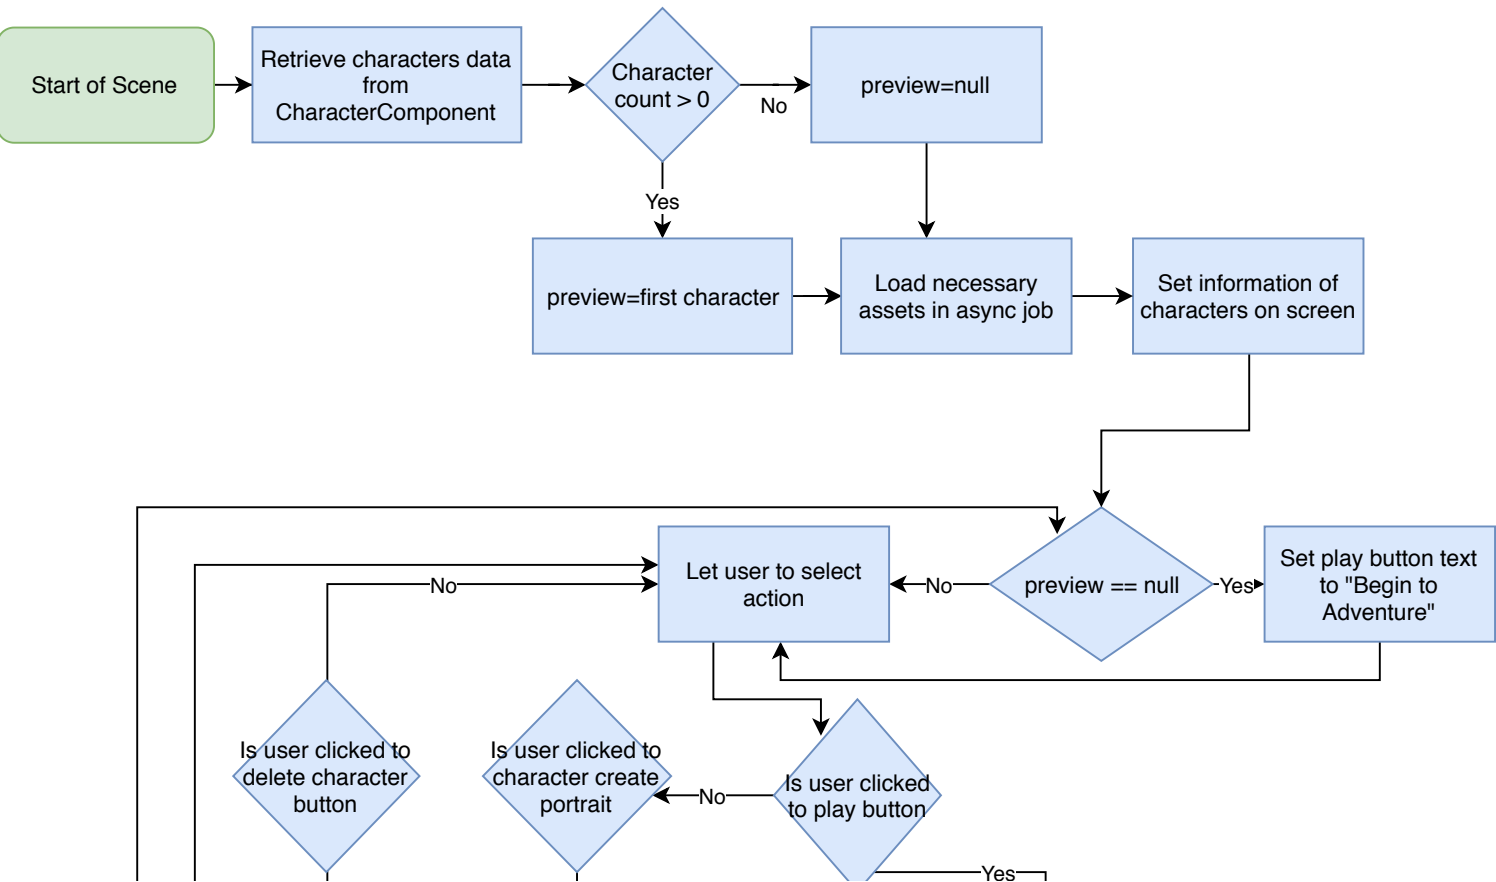 Start of Scene
Retrieve characters data
from
CharacterComponent
Character
count > 0
No
preview=null
Yes
preview=first character
Load necessary
assets in async job
Set information of
characters on screen
Let user to select
action
No
preview == null
Yes
Set play button text
to "Begin to
Adventure"
No
Is user clicked to
delete character
button
Is user clicked to
character create
portrait
No
Is user clicked
to play button
Yes